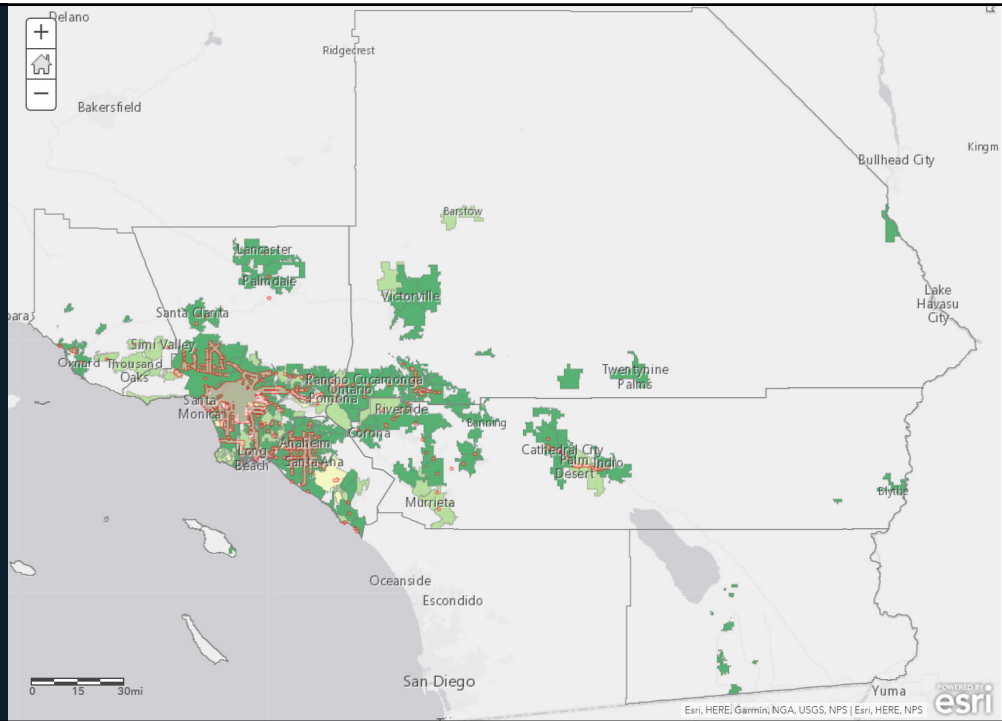 +
−
Delano
Ridgecrest
Bakersfield
Bullhead City
Kingm
Barstow
Lancaster
Palmdale
Victorville
Lake
Havasu
City
Santa Clarita
bara
Simi Valley
Oxnard
Thousand
Oaks
Twentynine
Palms
Rancho Cucamonga
Ontario
Pomona
Santa
Monica
Riverside
Banning
Corona
Anaheim
Long
Beach
Santa Ana
Cathedral City
Palm
Desert
Indio
Murrieta
Blythe
Oceanside
Escondido
San Diego
Yuma
0 15 30mi
Esri, HERE, Garmin, NGA, USGS, NPS | Esri, HERE, NPS
POWERED BY
esri